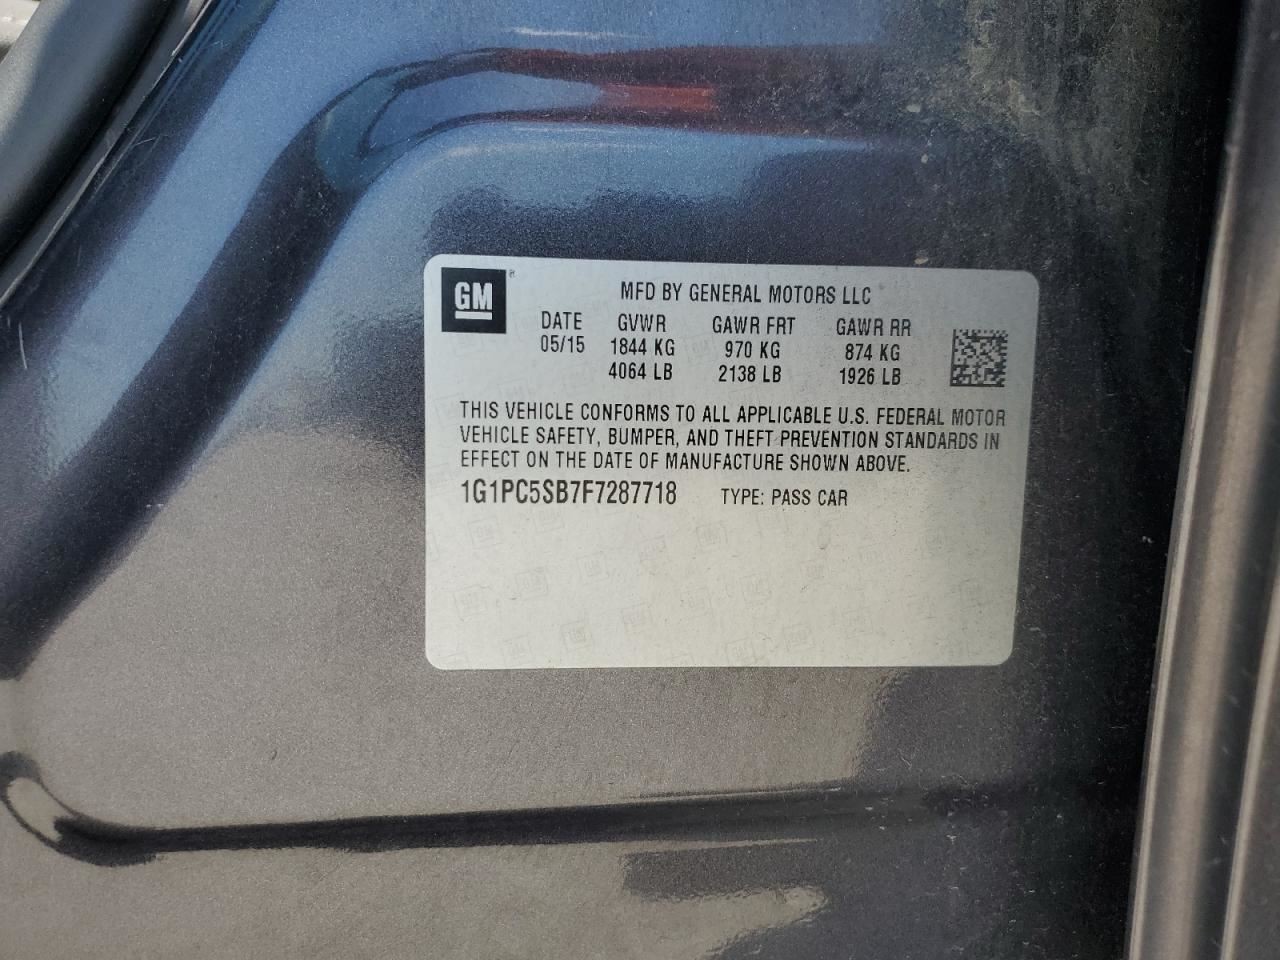 GM
MFD BY GENERAL MOTORS LLC
DATE GVWR GAWR FRT GAWR RR
05/15 1844 KG 970 KG 874 KG
4064 LB 2138 LB 1926 LB
THIS VEHICLE CONFORMS TO ALL APPLICABLE U.S. FEDERAL MOTOR
VEHICLE SAFETY, BUMPER, AND THEFT PREVENTION STANDARDS IN
EFFECT ON THE DATE OF MANUFACTURE SHOWN ABOVE.
1G1PC5SB7F7287718 TYPE: PASS CAR